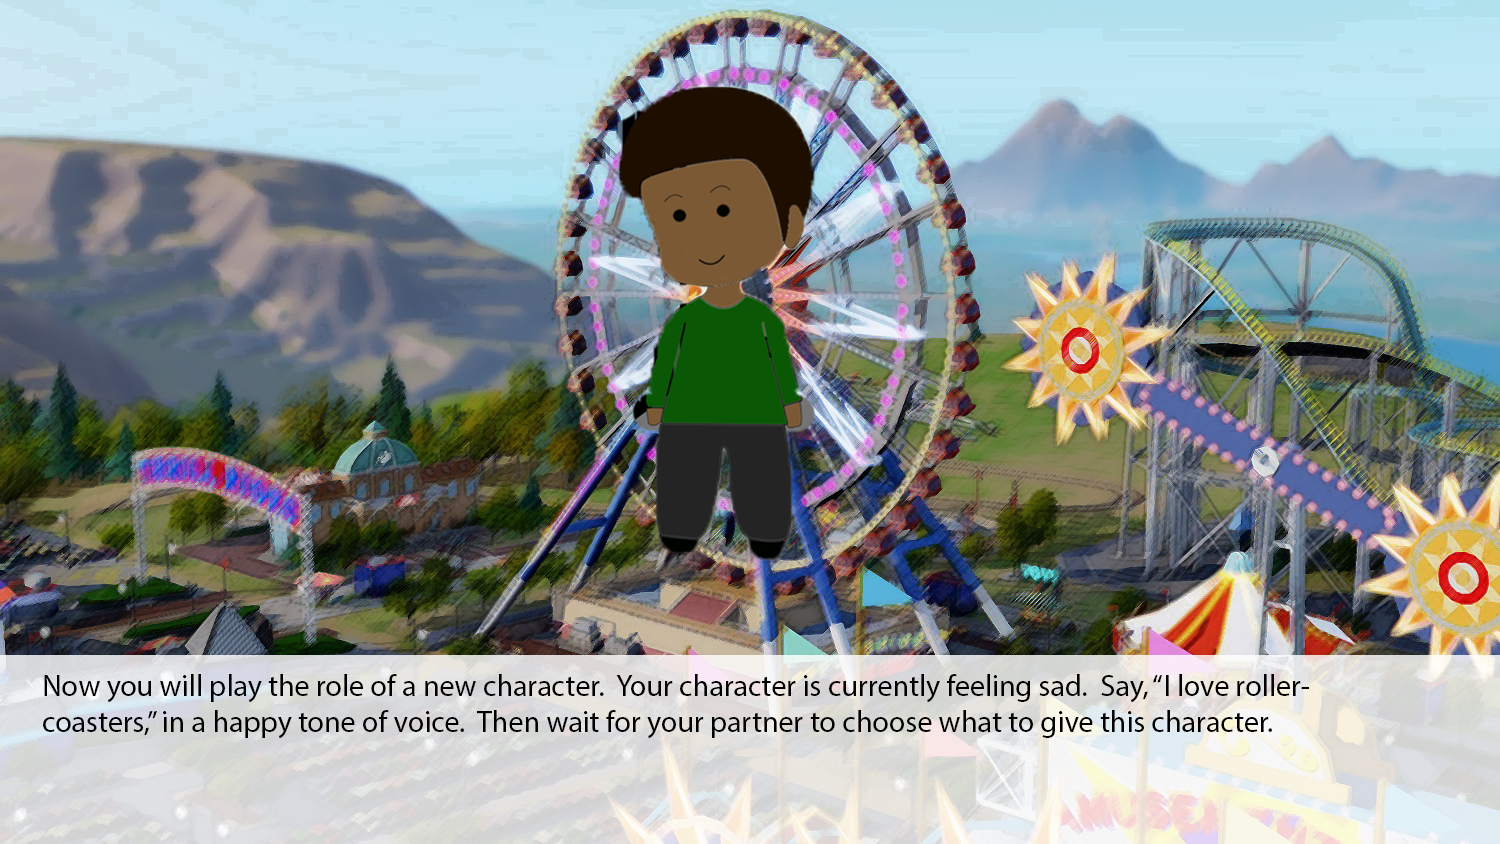 Now you will play the role of a new character.  Your character is currently feeling sad.  Say, “I love roller-
coasters,” in a happy tone of voice.  Then wait for your partner to choose what to give this character.